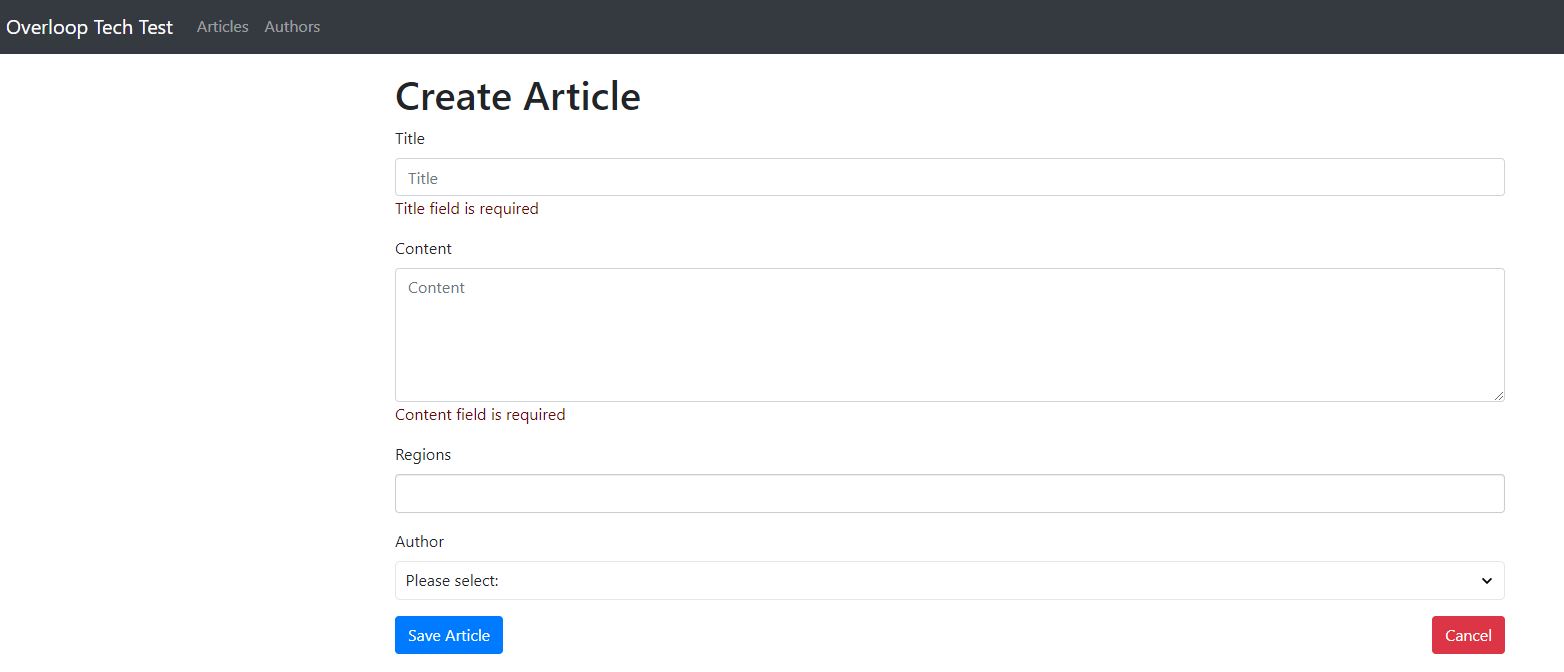 Overloop Tech Test Articles Authors
Create Article
Title
Title
Title field is required
Content
Content
Content field is required
Regions
Author
Please select:
Save Article Cancel